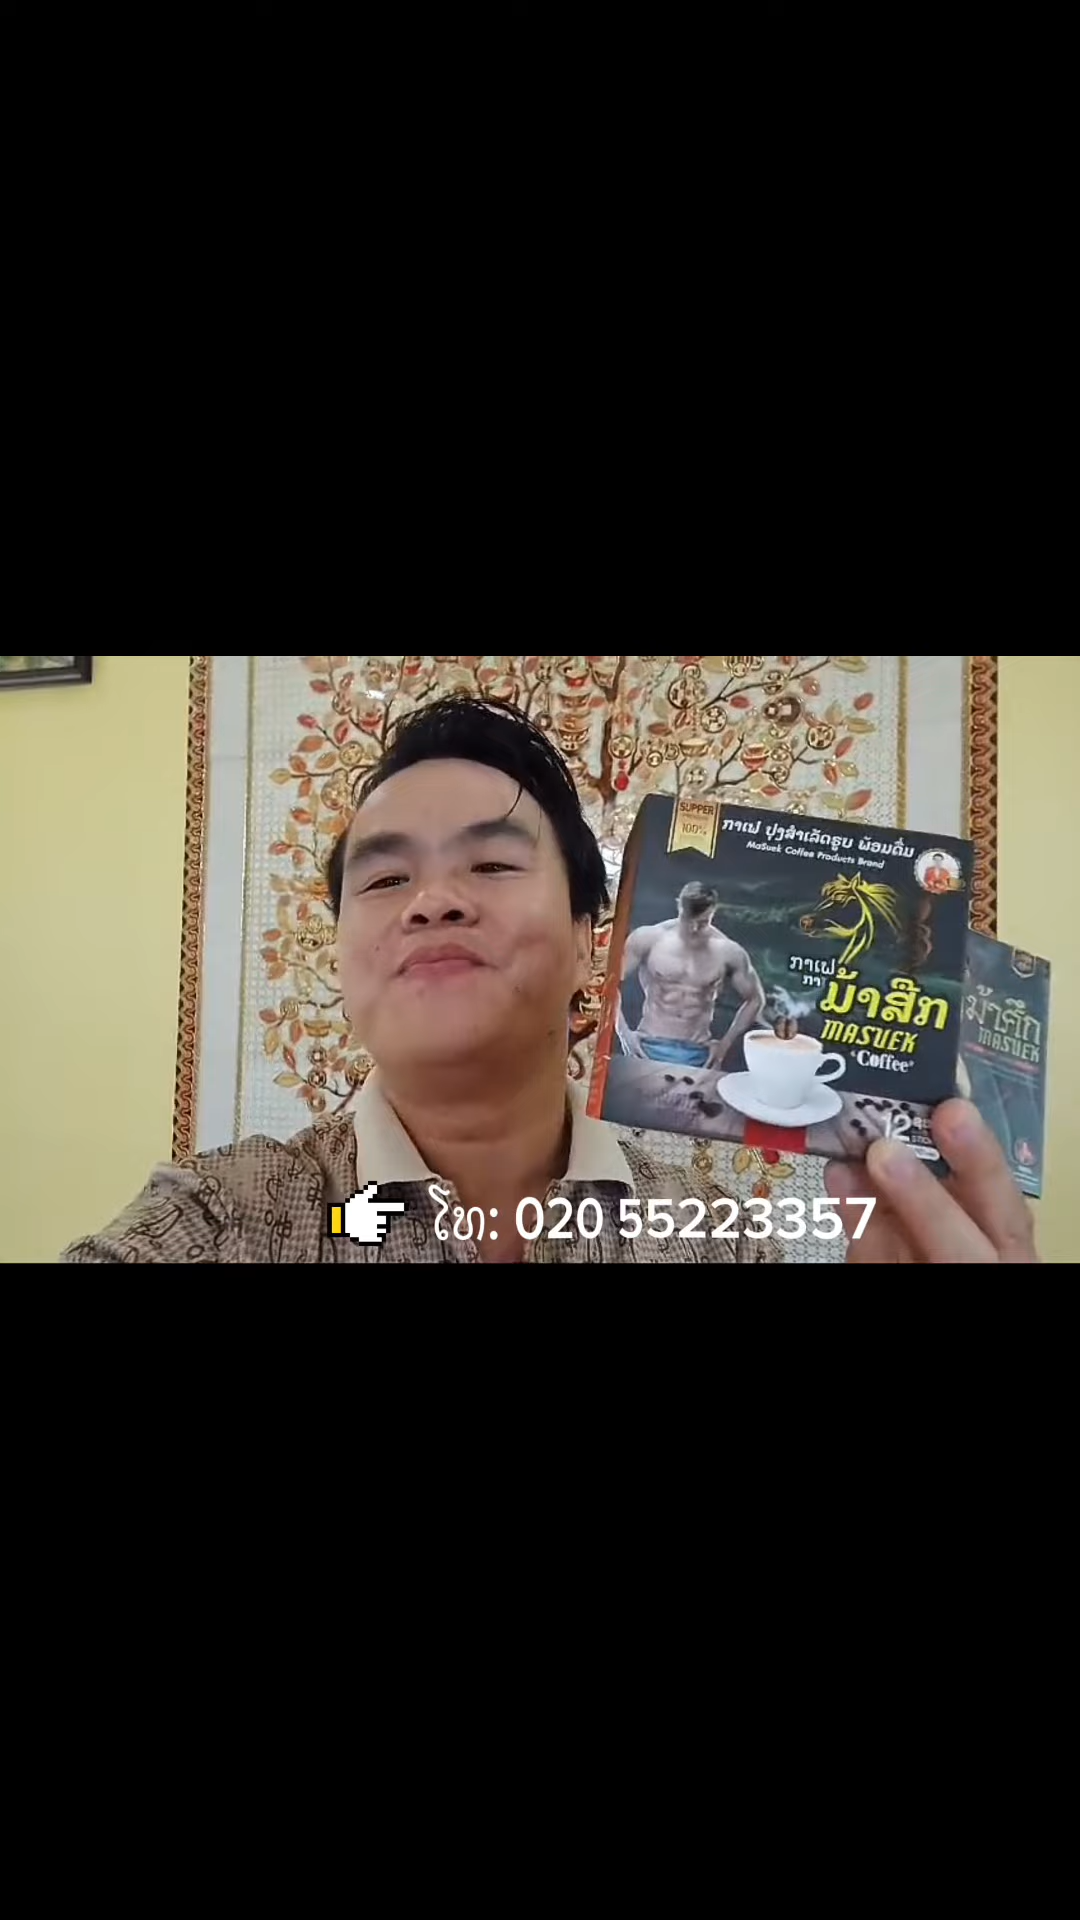 SUPPER
100%
ກາເຟ ປຸງສຳເລັດຮູບ ພ້ອມດື່ມ
MaSuek Coffee Products Brand
ກາເຟ
ກາ
ມ້າສຶກ
MASUEK
Coffee
12
ມ້າສຶກ
MASUEK
ໂທ: 020 55223357